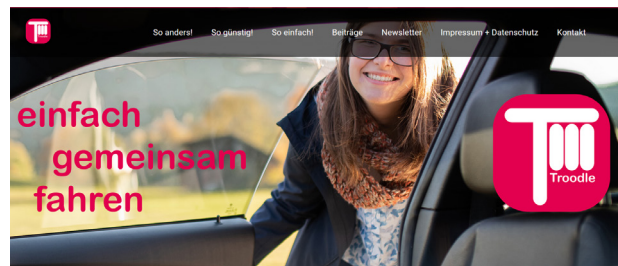 So anders! So günstig! So einfach! Beiträge Newsletter Impressum + Datenschutz Kontakt
einfach
gemeinsam
fahren
Troodle